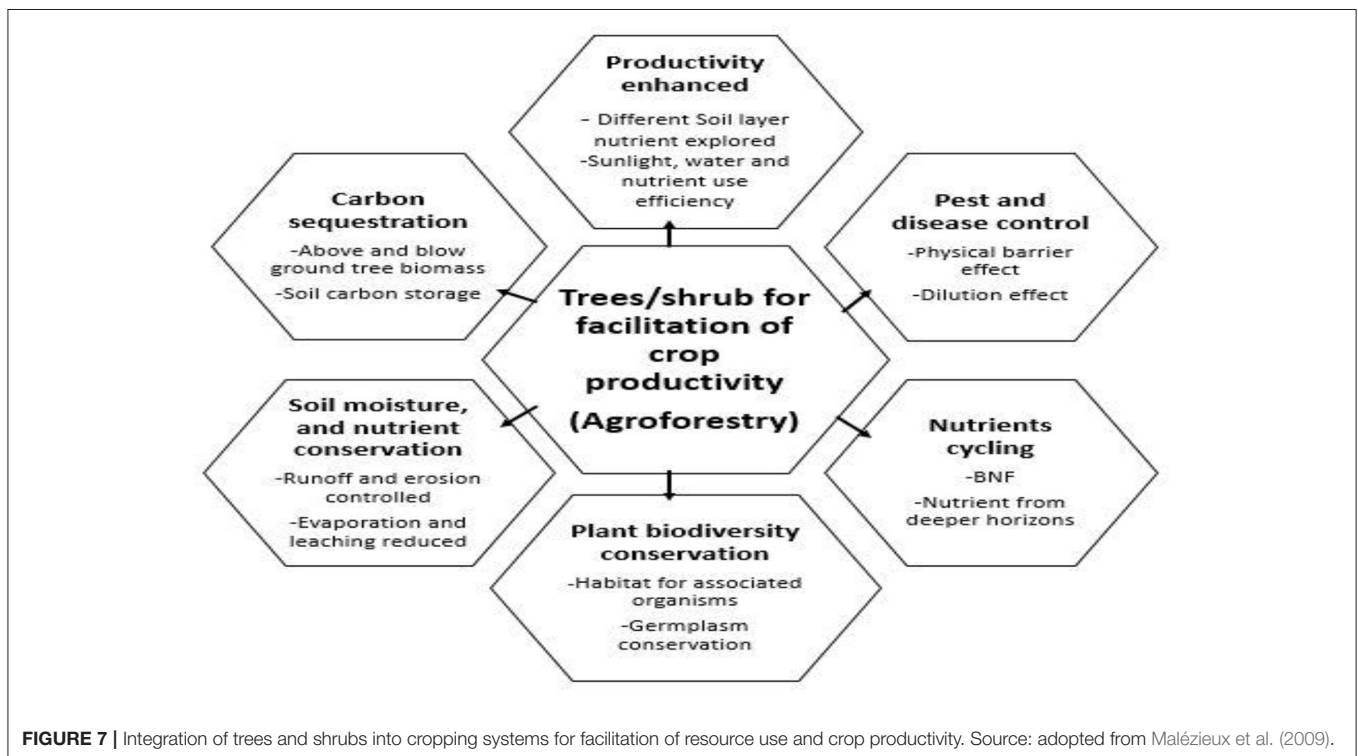 Productivity
enhanced
- Different Soil layer
nutrient explored
-Sunlight, water and
nutrient use
efficiency
Carbon
sequestration
-Above and blow
ground tree biomass
-Soil carbon storage
Pest and
disease control
-Physical barrier
effect
-Dilution effect
Trees/shrub for
facilitation of
crop
productivity
(Agroforestry)
Soil moisture,
and nutrient
conservation
-Runoff and erosion
controlled
-Evaporation and
leaching reduced
Nutrients
cycling
-BNF
-Nutrient from
deeper horizons
Plant biodiversity
conservation
-Habitat for associated
organisms
-Germplasm
conservation
FIGURE 7 | Integration of trees and shrubs into cropping systems for facilitation of resource use and crop productivity. Source: adopted from Malézieux et al. (2009).